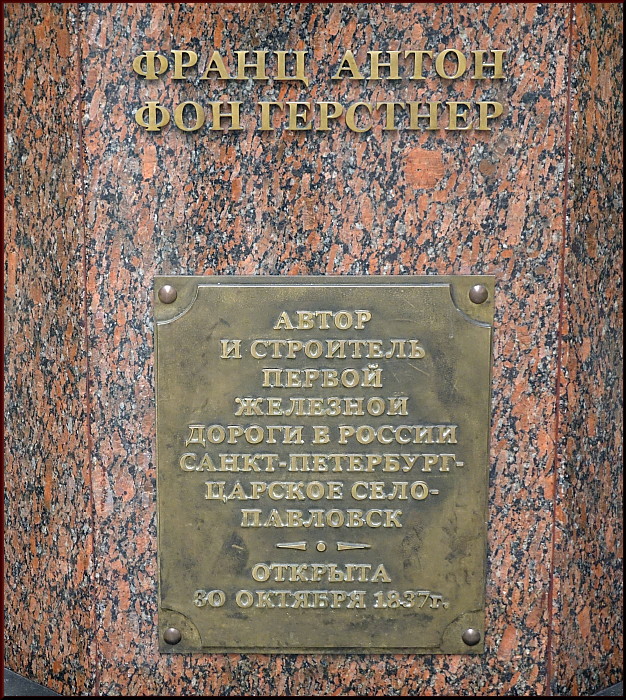 ФРАНЦ АНТОН
ФОН ГЕРСТНЕР
АВТОР
И СТРОИТЕЛЬ
ПЕРВОЙ
ЖЕЛЕЗНОЙ
ДОРОГИ В РОССИИ
САНКТ-ПЕТЕРБУРГ-
ЦАРСКОЕ СЕЛО-
ПАВЛОВСК
ОТКРЫТА
30 ОКТЯБРЯ 1837г.